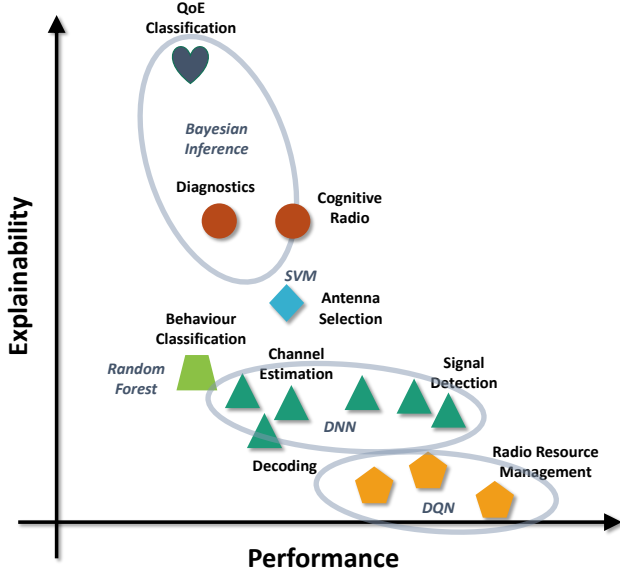 QoE
Classification
Bayesian
Inference
Diagnostics
Cognitive
Radio
SVM
Antenna
Selection
Behaviour
Classification
Random
Forest
Channel
Estimation
Signal
Detection
DNN
Decoding
Radio Resource
Management
DQN
Explainability
Performance